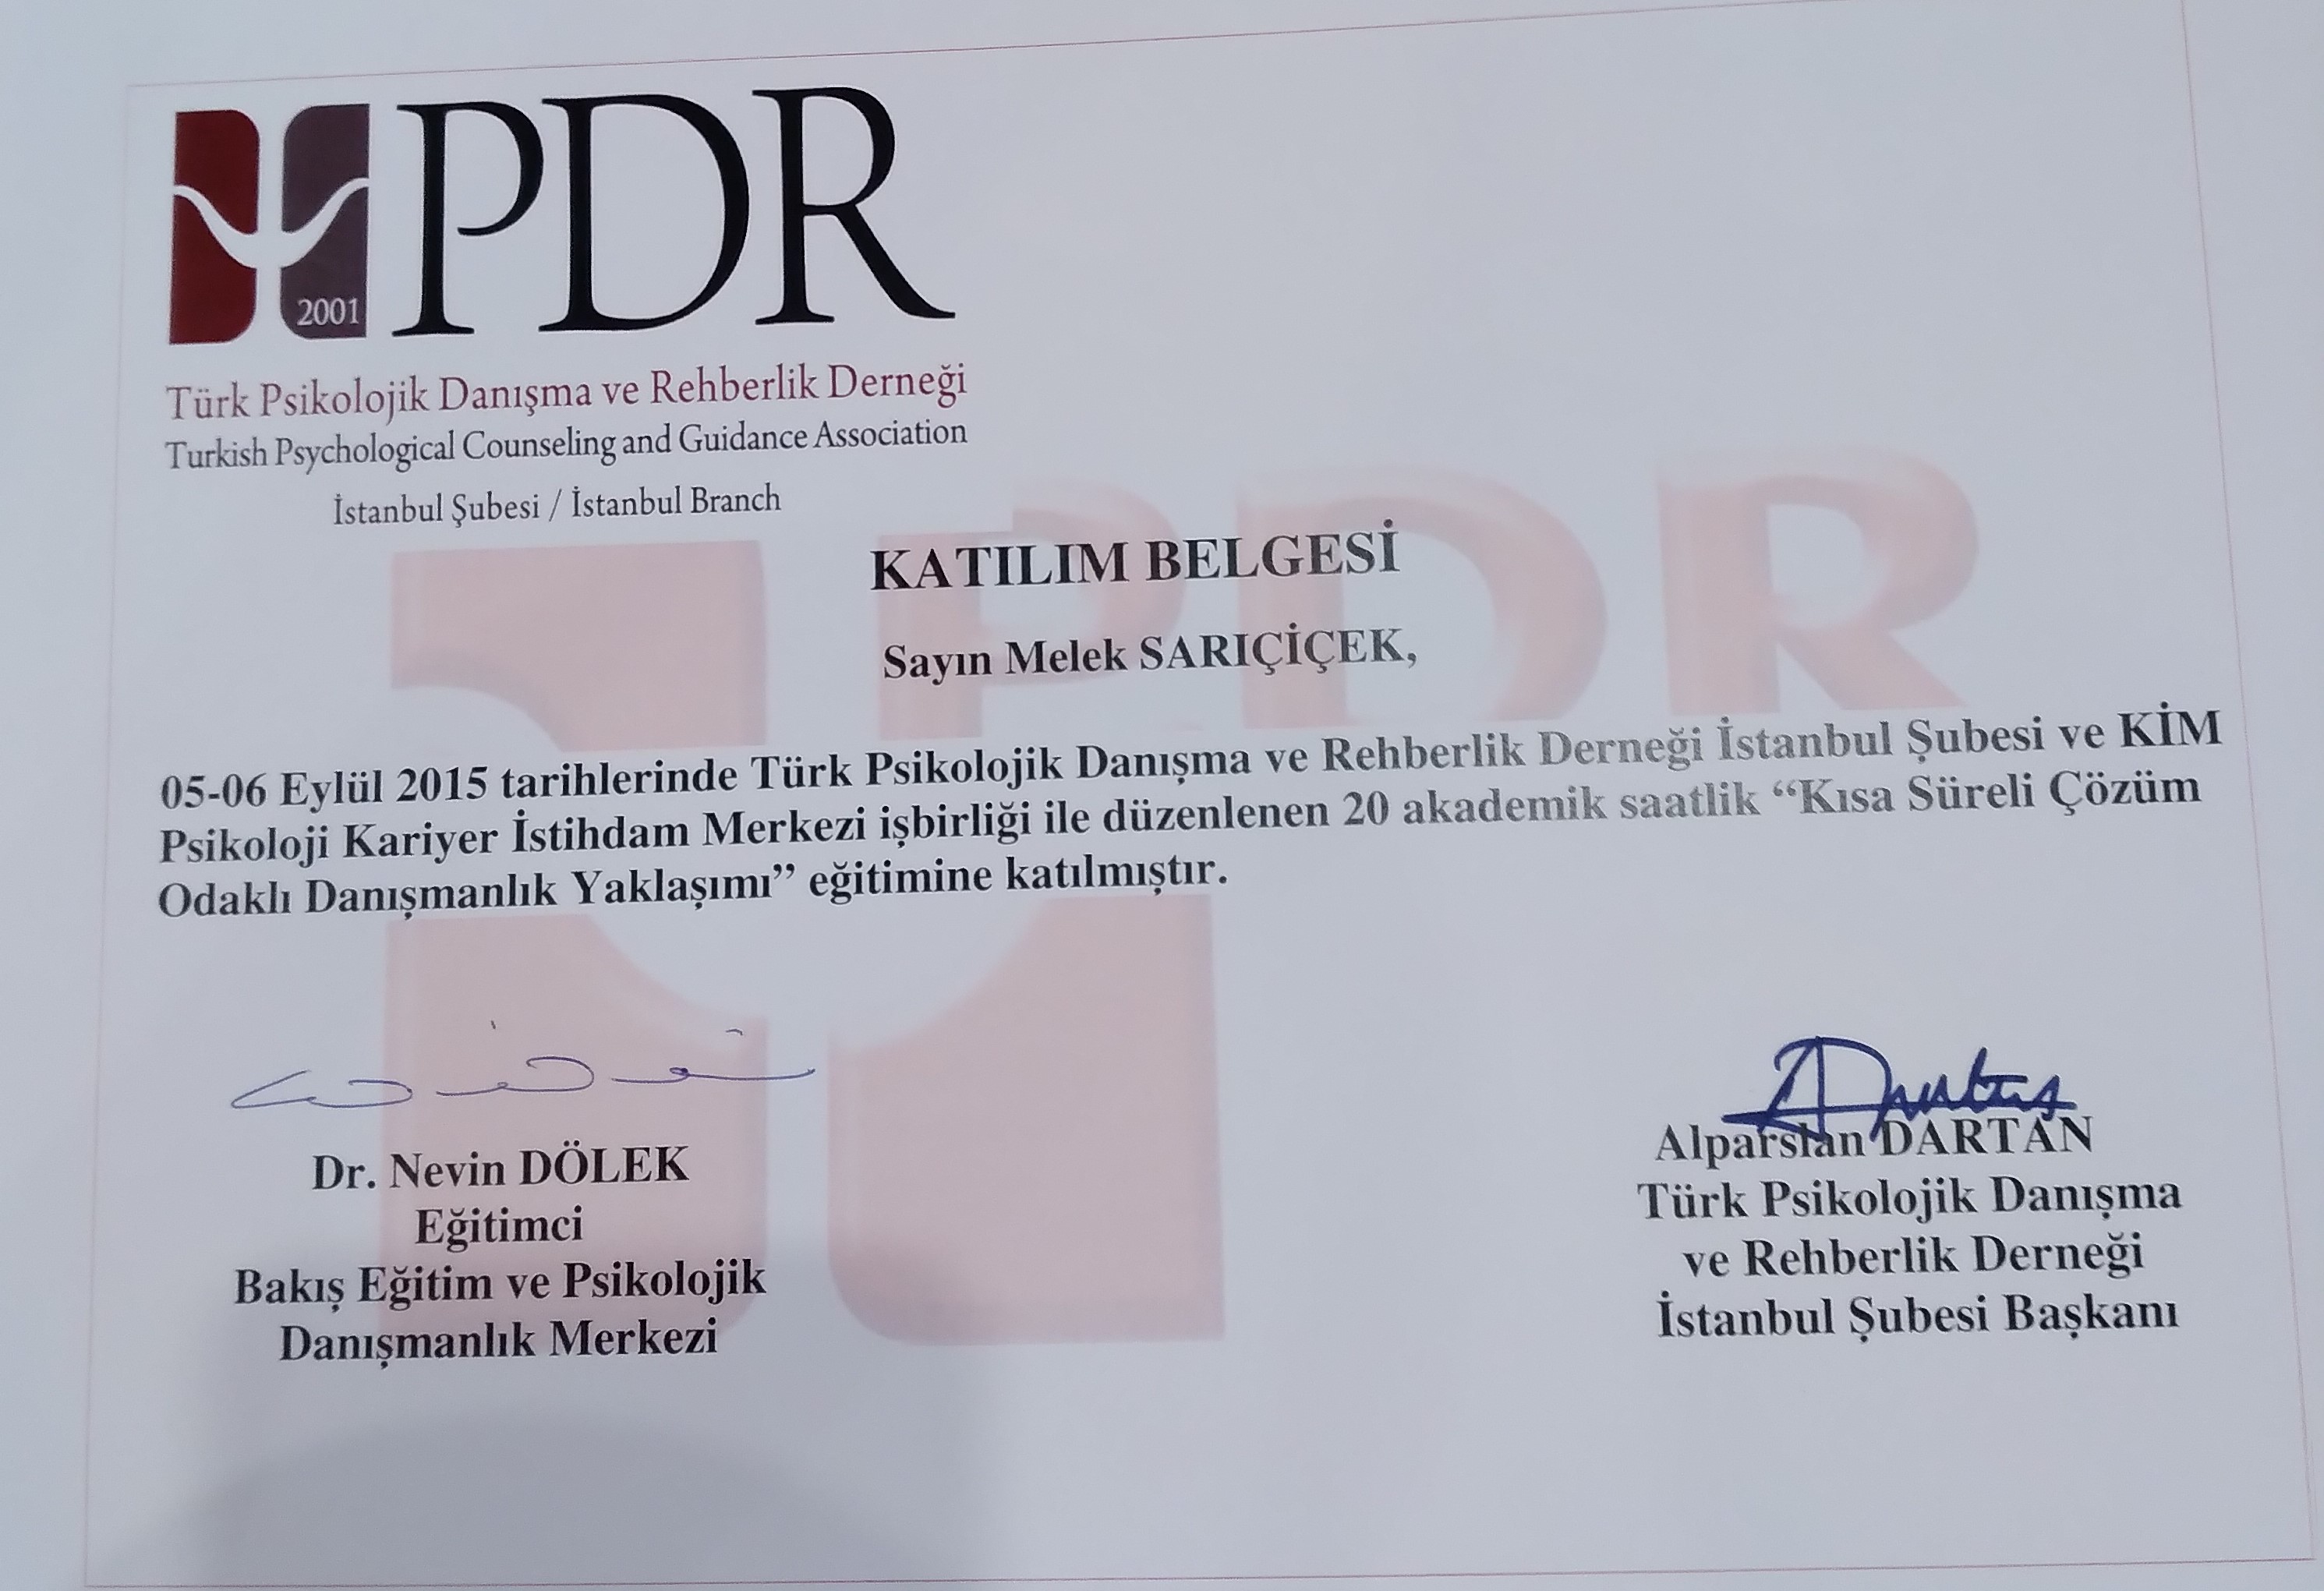 PDR
2001
Türk Psikolojik Danışma ve Rehberlik Derneği
Turkish Psychological Counseling and Guidance Association
İstanbul Şubesi / İstanbul Branch
PDR
KATILIM BELGESİ
Sayın Melek SARIÇİÇEK,
05-06 Eylül 2015 tarihlerinde Türk Psikolojik Danışma ve Rehberlik Derneği İstanbul Şubesi ve KİM
Psikoloji Kariyer İstihdam Merkezi işbirliği ile düzenlenen 20 akademik saatlik “Kısa Süreli Çözüm
Odaklı Danışmanlık Yaklaşımı” eğitimine katılmıştır.
Dr. Nevin DÖLEK
Eğitimci
Bakış Eğitim ve Psikolojik
Danışmanlık Merkezi
Alparslan DARTAN
Türk Psikolojik Danışma
ve Rehberlik Derneği
İstanbul Şubesi Başkanı